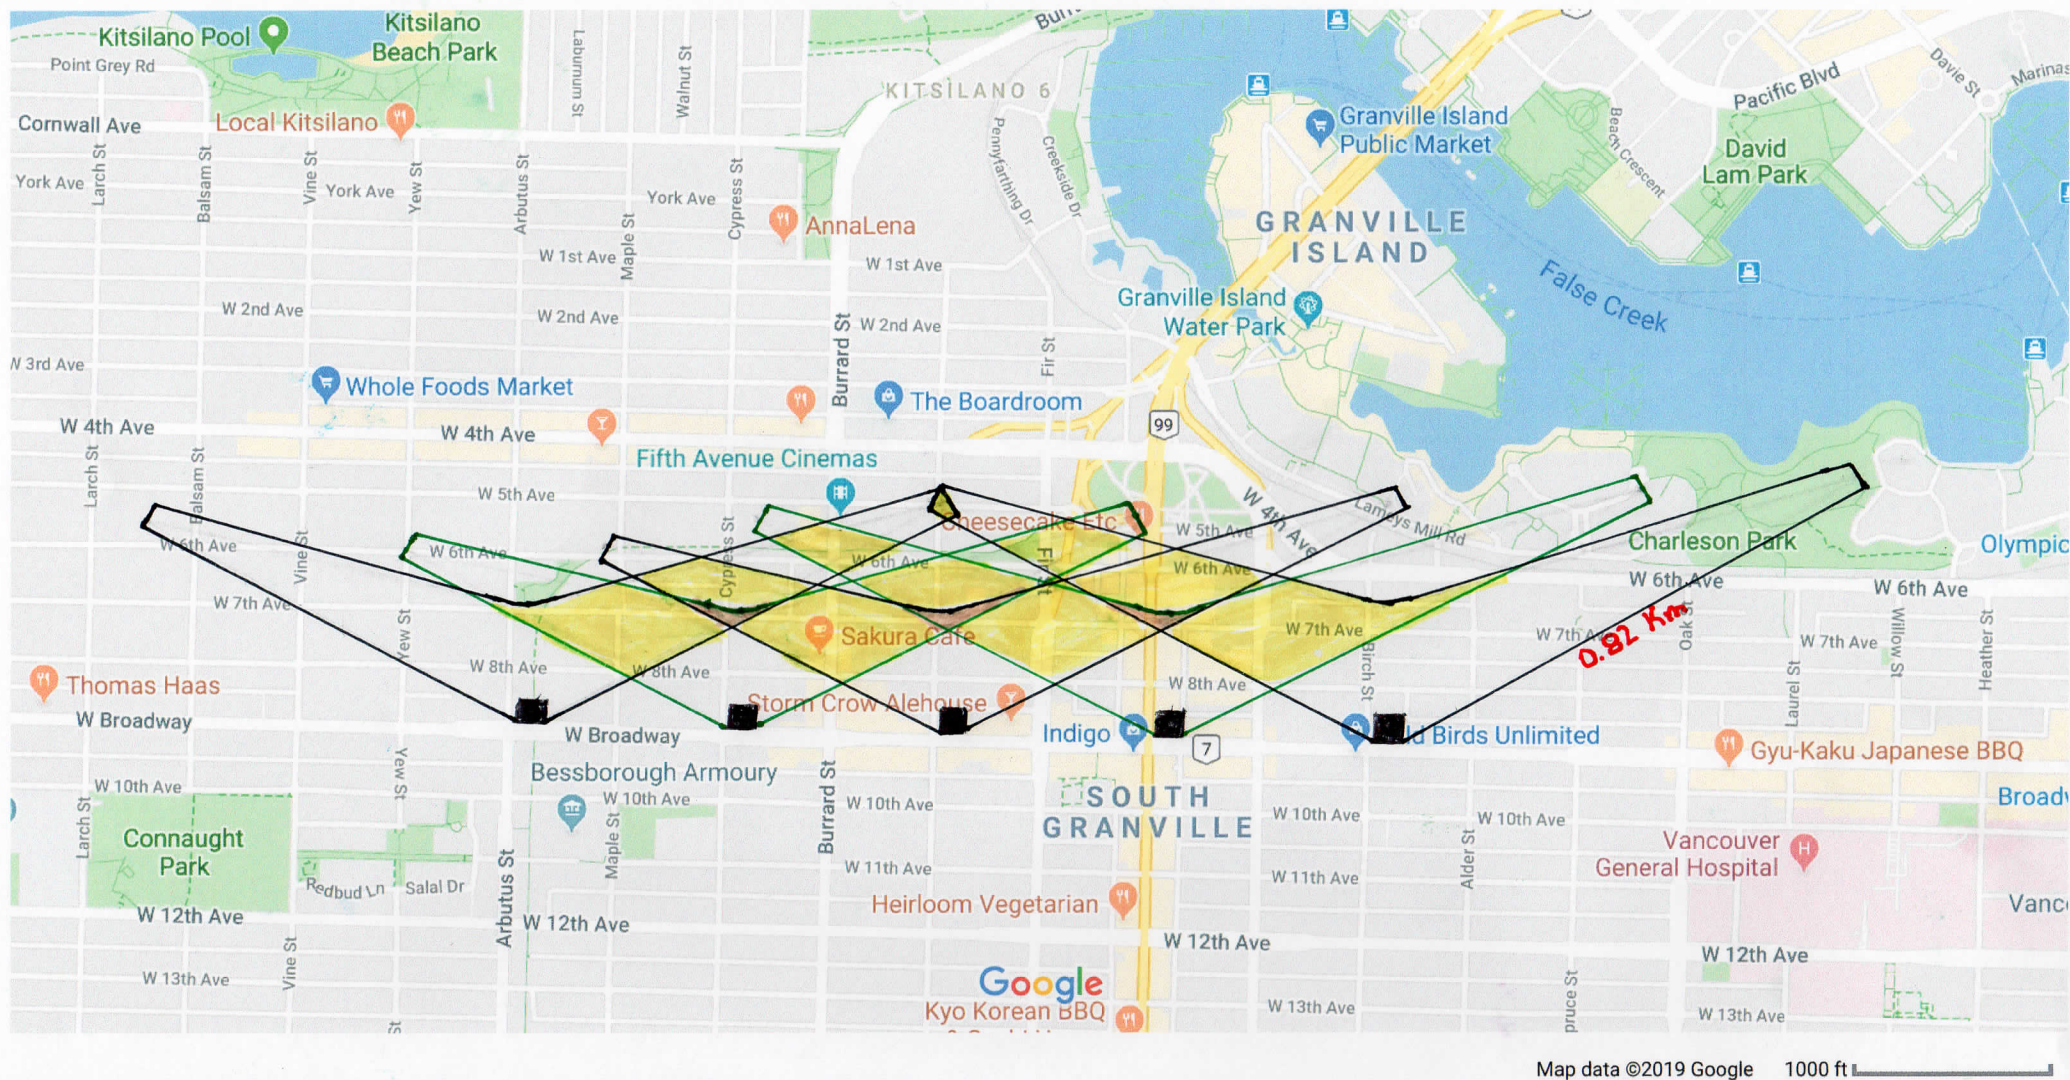 Kitsilano Pool
Kitsilano
Beach Park
Point Grey Rd
Laburnum St
Walnut St
KITSILANO 6
Pacific Blvd
Davie St
Cornwall Ave
Local Kitsilano
Pennyfarthing Dr
Creekside Dr
Granville Island
Public Market
Beach Crescent
David
Lam Park
York Ave
Larch St
Balsam St
Vine St
York Ave
Yew St
Arbutus St
York Ave
Maple St
Cypress St
AnnaLena
GRANVILLE
ISLAND
W 1st Ave
W 1st Ave
False Creek
W 2nd Ave
W 2nd Ave
W 2nd Ave
Burrard St
Granville Island
Water Park
Fir St
W 3rd Ave
Whole Foods Market
The Boardroom
W 4th Ave
W 4th Ave
99
Fifth Avenue Cinemas
Larch St
Balsam St
W 5th Ave
Cheesecake Etc
W 5th Ave
W 4th Ave
Lameys Mill Rd
Charleson Park
Olympic
W 6th Ave
Vine St
W 6th Ave
Cypress St
W 6th Ave
W 6th Ave
W 6th Ave
W 6th Ave
W 7th Ave
Yew St
Sakura Cafe
W 7th Ave
W 7th Ave
0.82 Km
Oak St
W 7th Ave
Willow St
Heather St
W 8th Ave
W 8th Ave
W 8th Ave
Birch St
Laurel St
Thomas Haas
Storm Crow Alehouse
W Broadway
W Broadway
Indigo
7
Birds Unlimited
Gyu-Kaku Japanese BBQ
Yew St
Bessborough Armoury
W 10th Ave
W 10th Ave
Burrard St
W 10th Ave
SOUTH
GRANVILLE
W 10th Ave
W 10th Ave
Larch St
Connaught
Park
Maple St
Alder St
Vancouver
General Hospital
W 11th Ave
W 11th Ave
Redbud Ln
Salal Dr
Arbutus St
Heirloom Vegetarian
W 12th Ave
W 12th Ave
W 12th Ave
W 12th Ave
Vine St
W 13th Ave
Google
Kyo Korean BBQ
W 13th Ave
W 13th Ave
Map data ©2019 Google
1000 ft